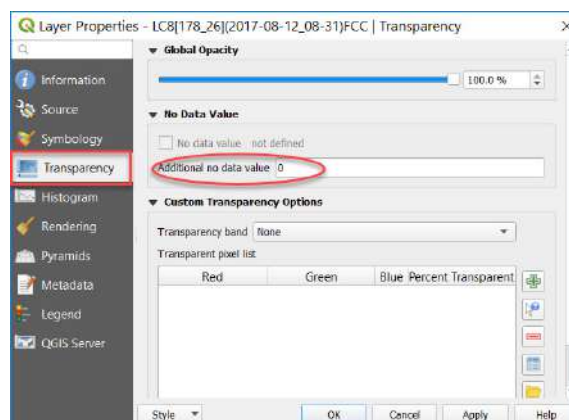 Layer Properties - LC8[178_26](2017-08-12_08-31)FCC | Transparency
Information
Source
Symbology
Transparency
Histogram
Rendering
Pyramids
Metadata
Legend
QGIS Server
Global Opacity
100.0 %
No Data Value
No data value not defined
Additional no data value 0
Custom Transparency Options
Transparency band None
Transparent pixel list
Red Green Blue Percent Transparent
Style OK Cancel Apply Help